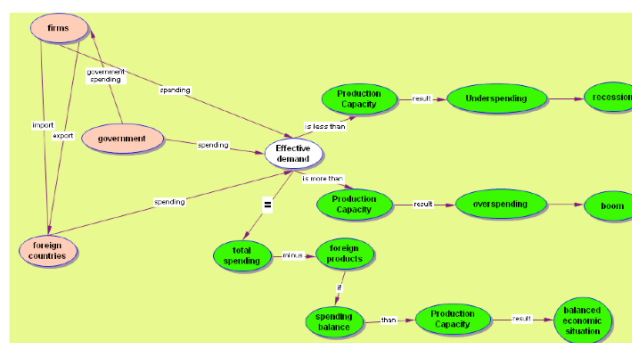 firms
government
spending
spending
import
export
government
spending
foreign
countries
spending
Effective
demand
is less than
Production
Capacity
result
Underspending
recession
is more than
Production
Capacity
result
overspending
boom
=
total
spending
minus
foreign
products
if
spending
balance
than
Production
Capacity
result
balanced
economic
situation